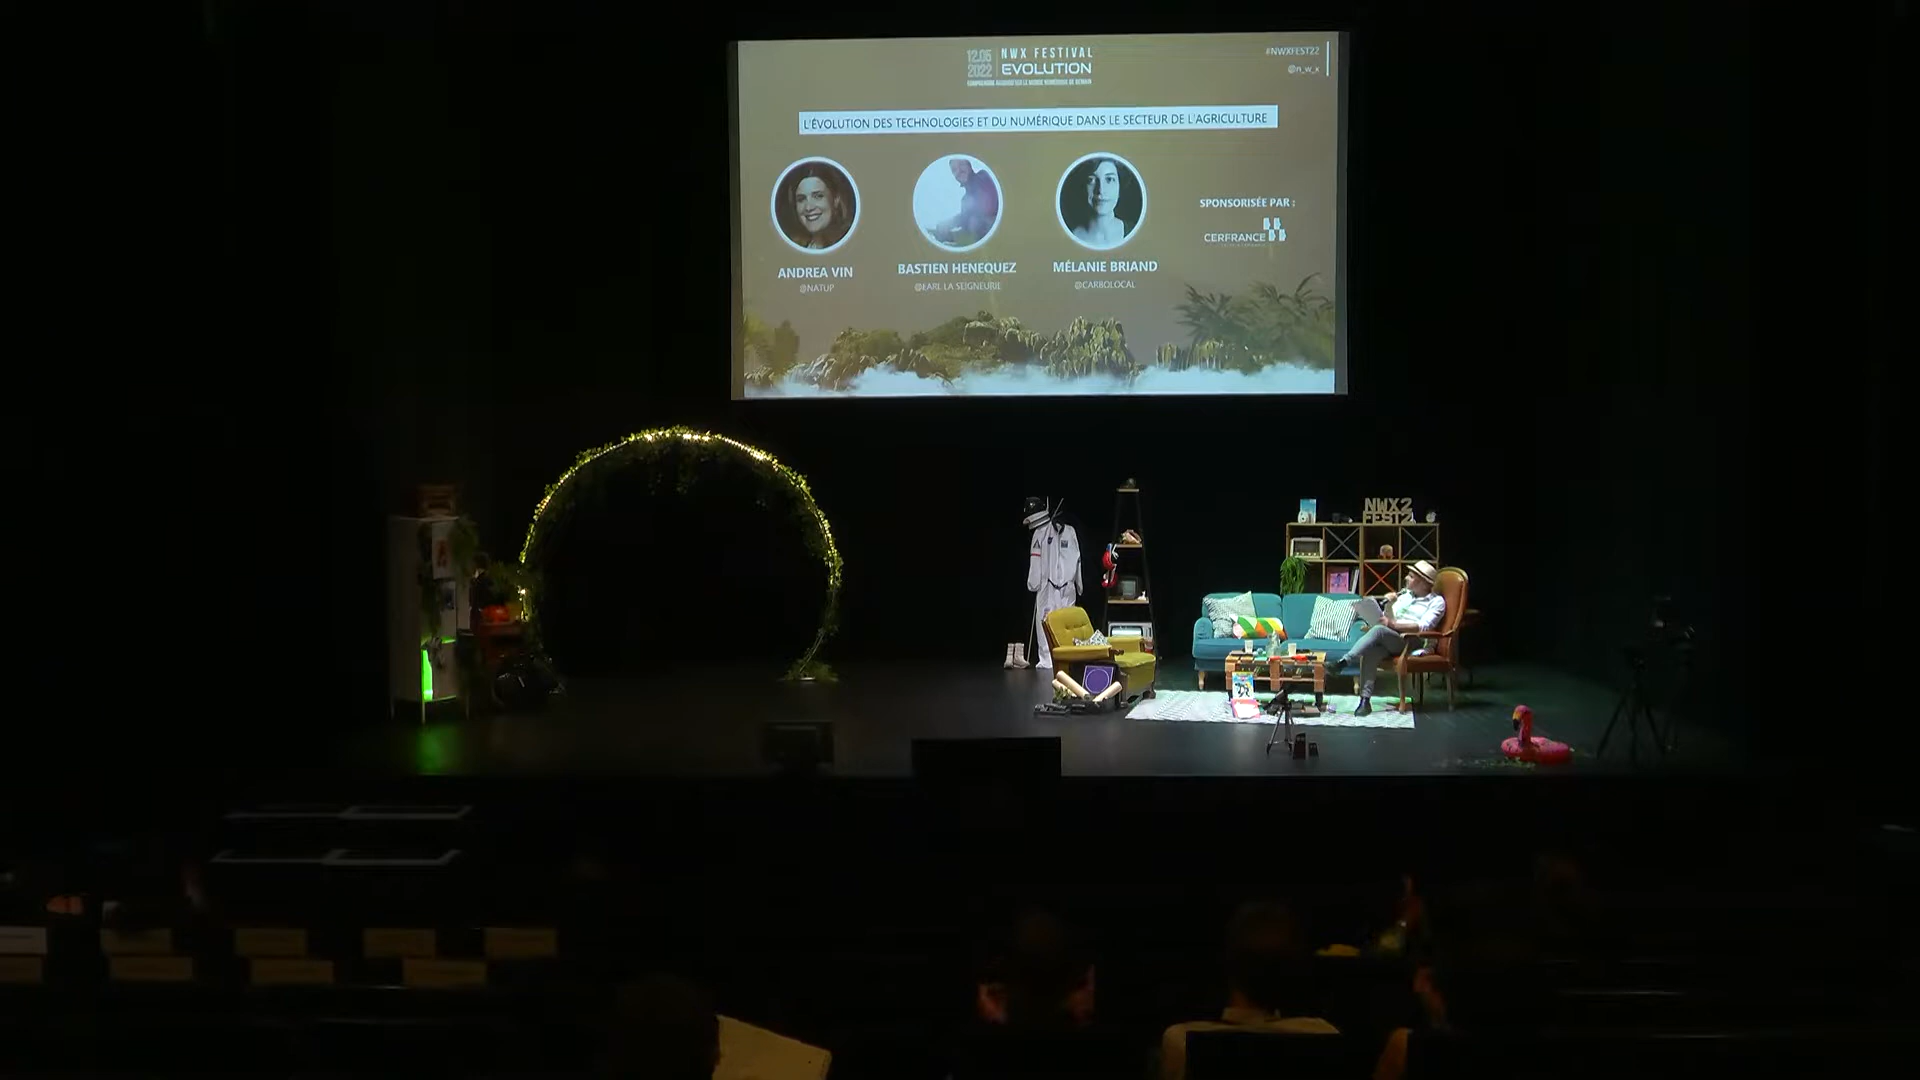 12.05
2022
NWX FESTIVAL
EVOLUTION
#NWXFEST22
@n_w_x
L'ÉVOLUTION DES TECHNOLOGIES ET DU NUMÉRIQUE DANS LE SECTEUR DE L'AGRICULTURE
ANDREA VIN
@NATUP
BASTIEN HENEQUEZ
@EARL LA SEIGNEURIE
MÉLANIE BRIAND
@CARBOLOCAL
SPONSORISÉE PAR :
CERFRANCE
NWX2
FEST2